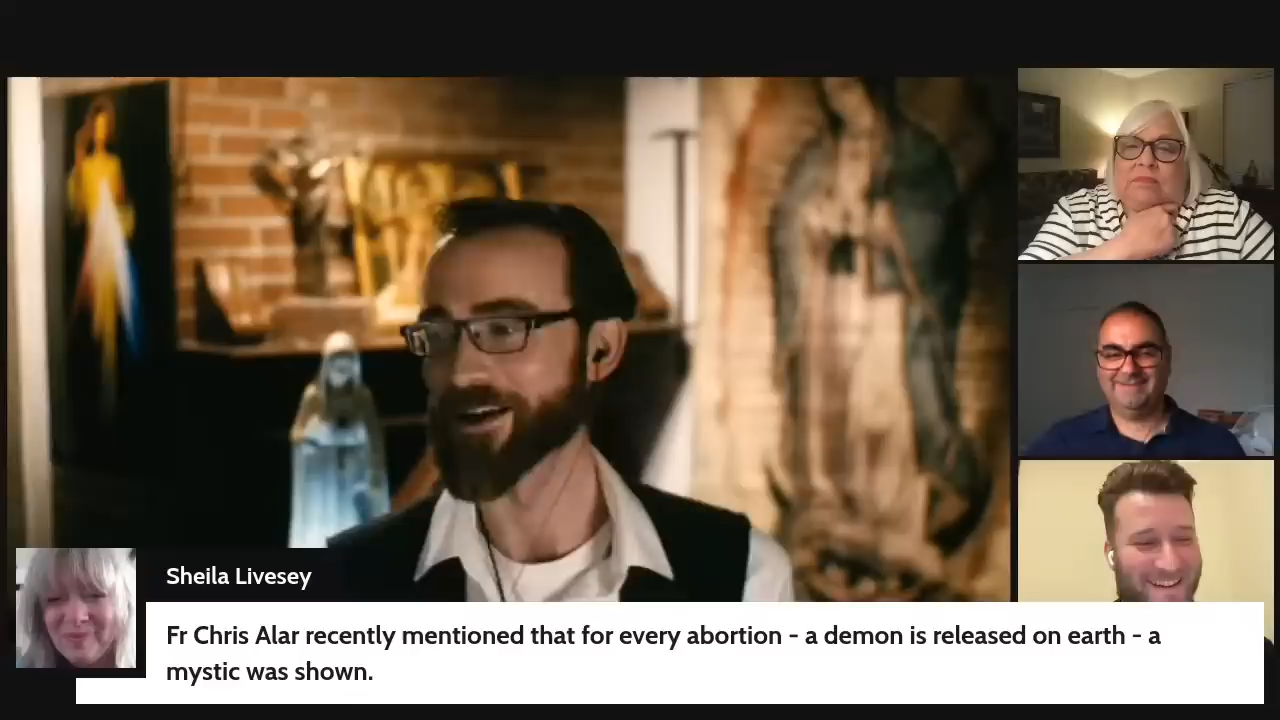 Sheila Livesey
Fr Chris Alar recently mentioned that for every abortion - a demon is released on earth - a
mystic was shown.